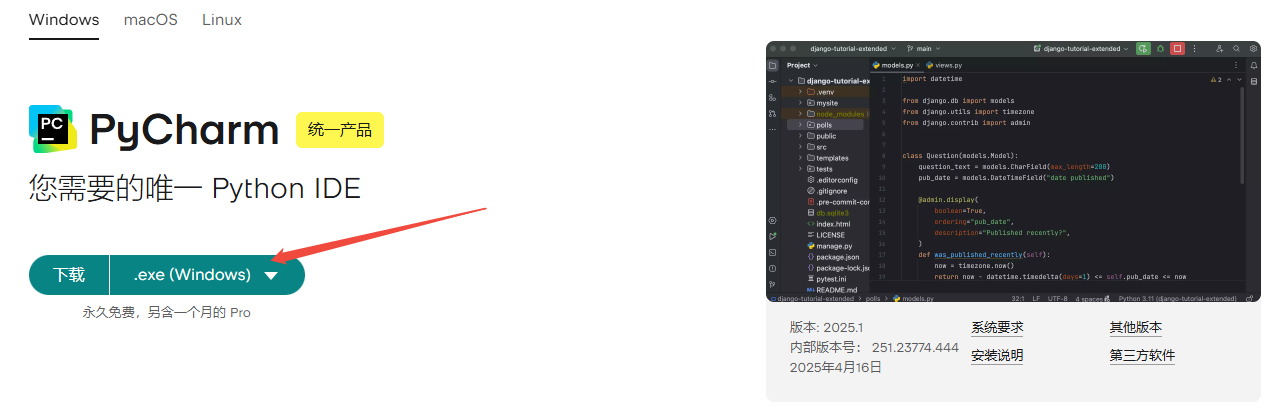 Windows macOS Linux
PC
PyCharm 统一产品
您需要的唯一 Python IDE
下载 .exe (Windows)
永久免费，另含一个月的 Pro
django-tutorial-extended main django-tutorial-extended
Project
models.py views.py
django-tutorial-ext
.venv
mysite
node_modules l
polls
public
src
templates
tests
.editorconfig
.gitignore
.pre-commit-con
db.sqlite3
index.html
LICENSE
manage.py
package.json
package-lock.js
pytest.ini
README.md
2
1 import datetime
3 from django.db import models
4 from django.utils import timezone
5 from django.contrib import admin
8 class Question(models.Model):
9 question_text = models.CharField(max_length=200)
10 pub_date = models.DateTimeField("date published")
12 @admin.display(
13 boolean=True,
14 ordering="pub_date",
15 description="Published recently?",
16 )
17 def was_published_recently(self):
18 now = timezone.now()
19 return now - datetime.timedelta(days=1) <= self.pub_date <= now
django-tutorial-extended > polls > models.py 32:1 LF UTF-8 4 spaces Python 3.11 (django-tutorial-extended)
版本: 2025.1
内部版本号： 251.23774.444
2025年4月16日
系统要求
安装说明
其他版本
第三方软件